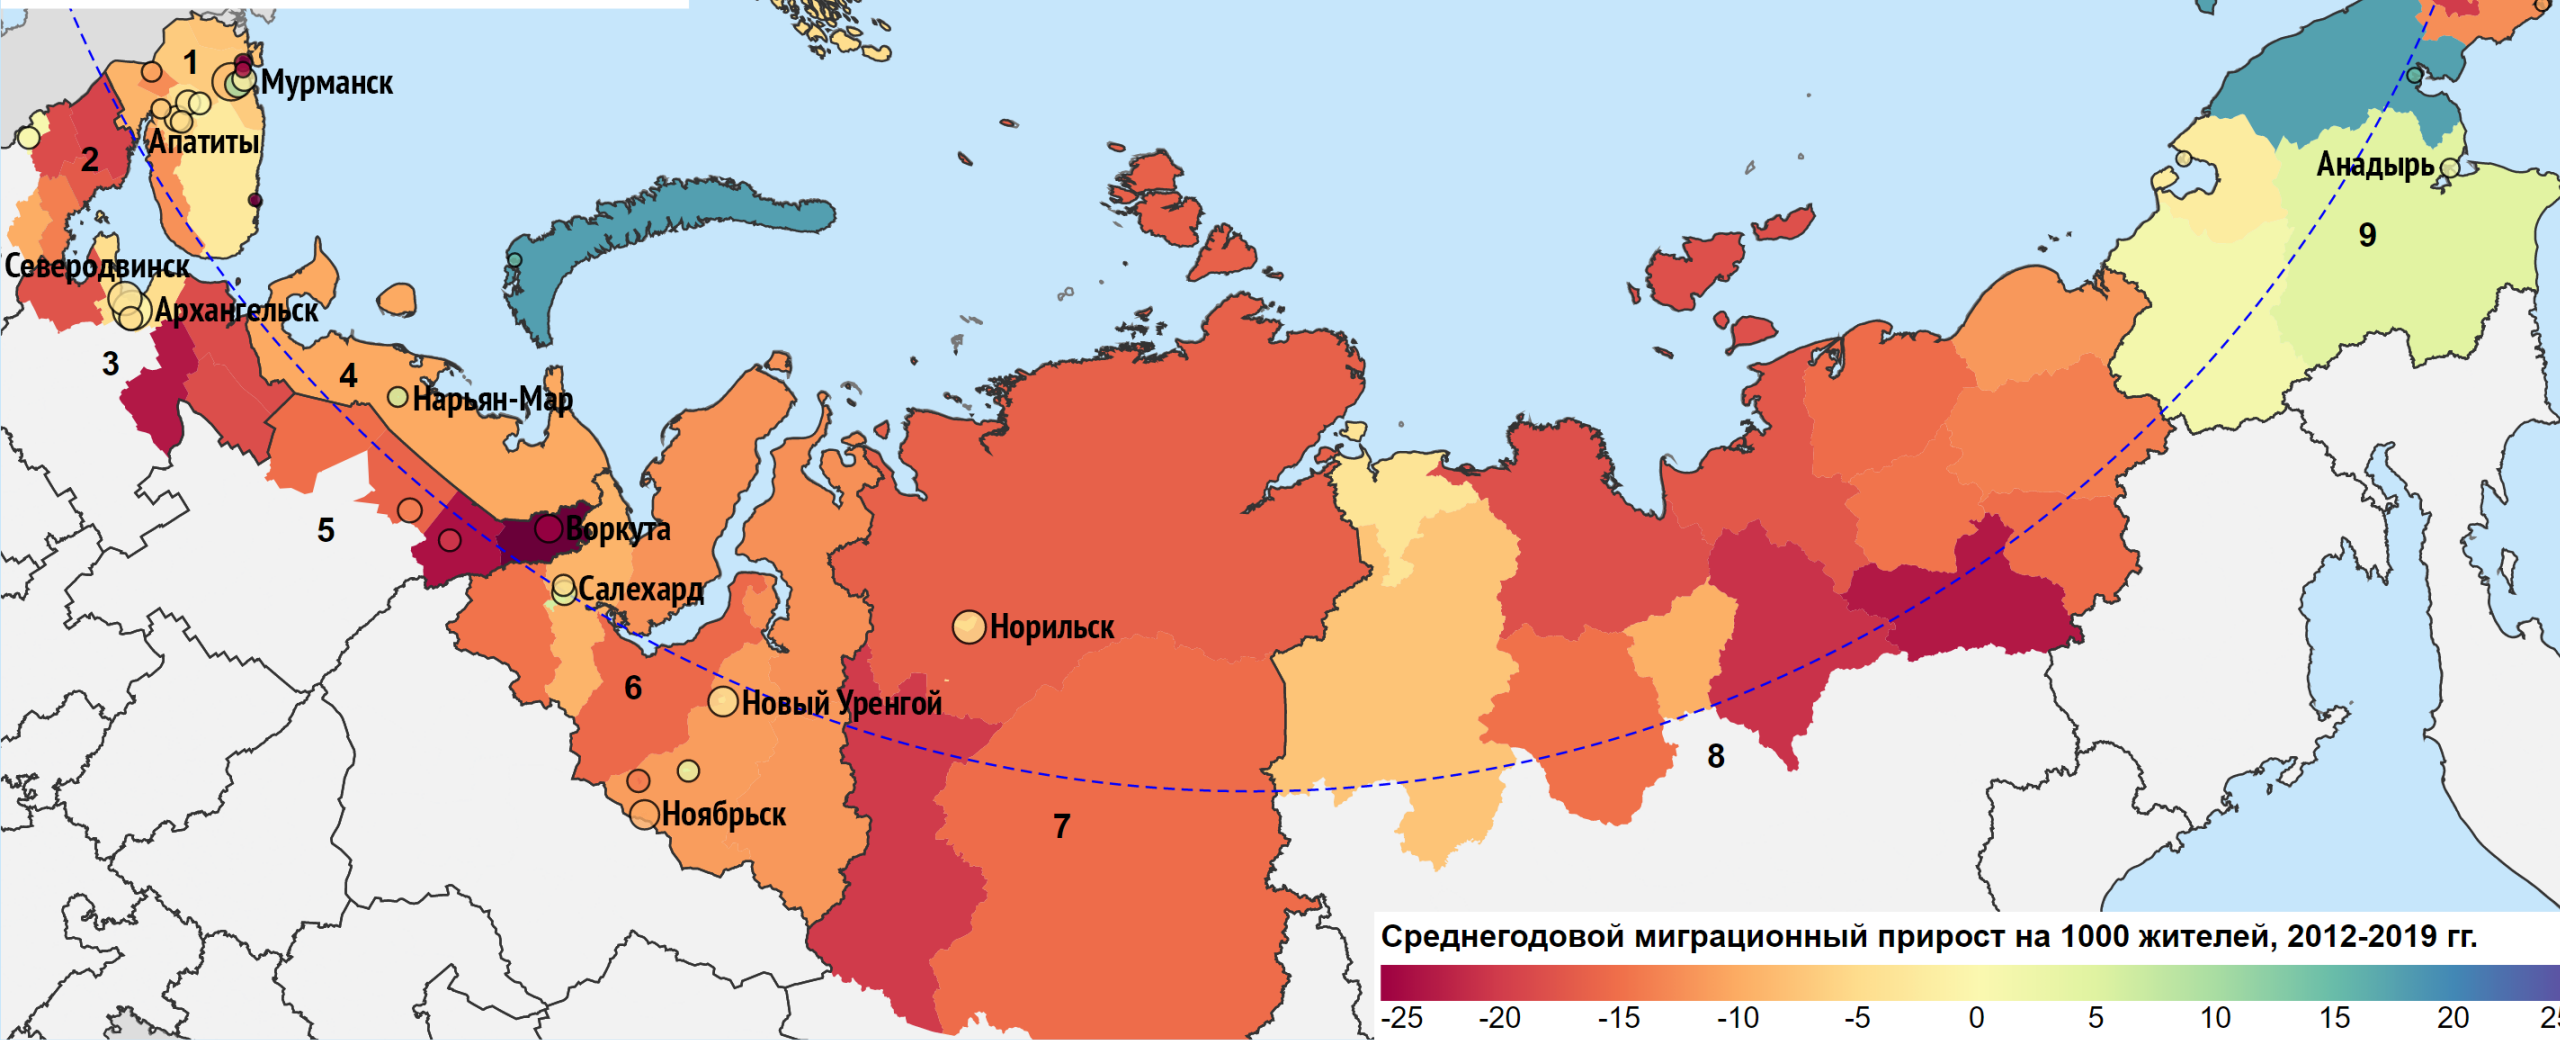 1
Мурманск
Апатиты
2
Анадырь
9
Северодвинск
Архангельск
3
4
Нарьян-Мар
5
Воркута
Салехард
Норильск
6
Новый Уренгой
8
Ноябрьск
7
Среднегодовой миграционный прирост на 1000 жителей, 2012-2019 гг.
-25 -20 -15 -10 -5 0 5 10 15 20